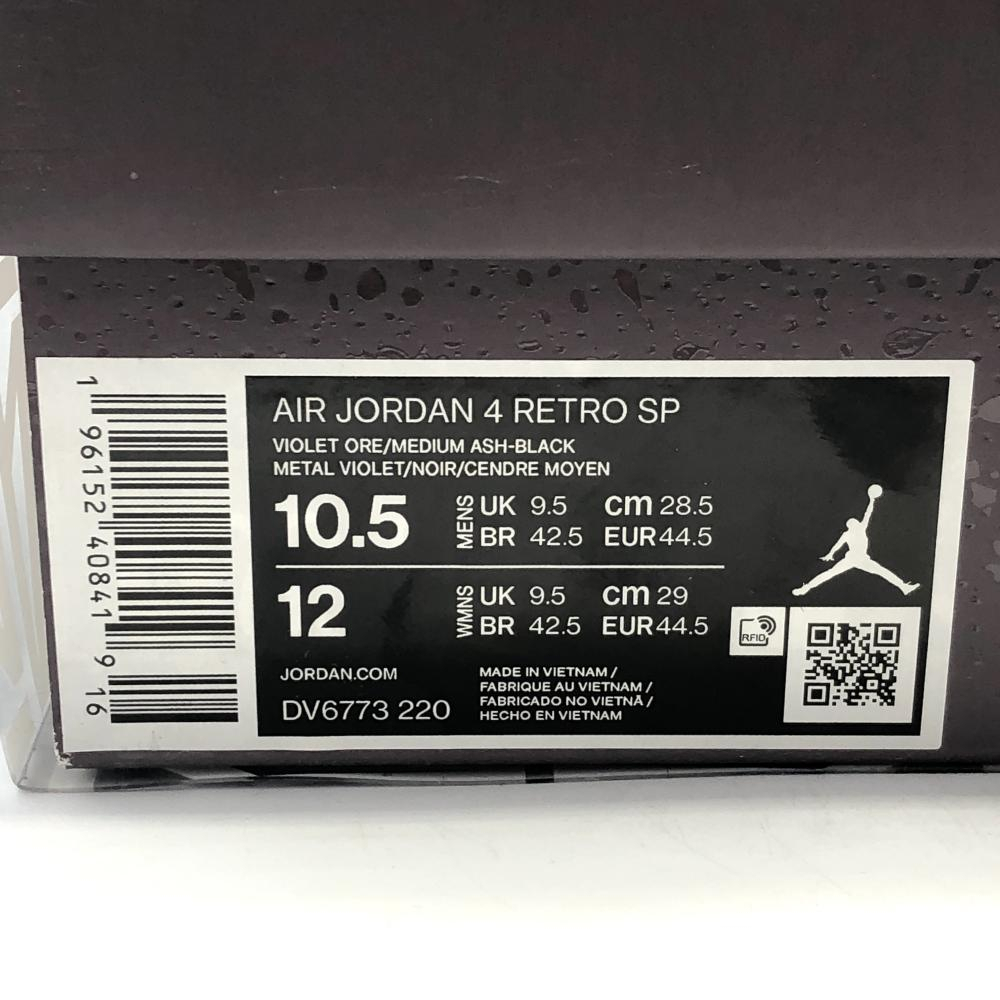 AIR JORDAN 4 RETRO SP
VIOLET ORE/MEDIUM ASH-BLACK
METAL VIOLET/NOIR/CENDRE MOYEN
10.5 MENS UK 9.5 cm 28.5
BR 42.5 EUR 44.5
12 WMNS UK 9.5 cm 29
BR 42.5 EUR 44.5
RFID
JORDAN.COM
DV6773 220
MADE IN VIETNAM /
FABRIQUE AU VIETNAM /
FABRICADO NO VIETNÃ /
HECHO EN VIETNAM
1 96152 40841 9 16